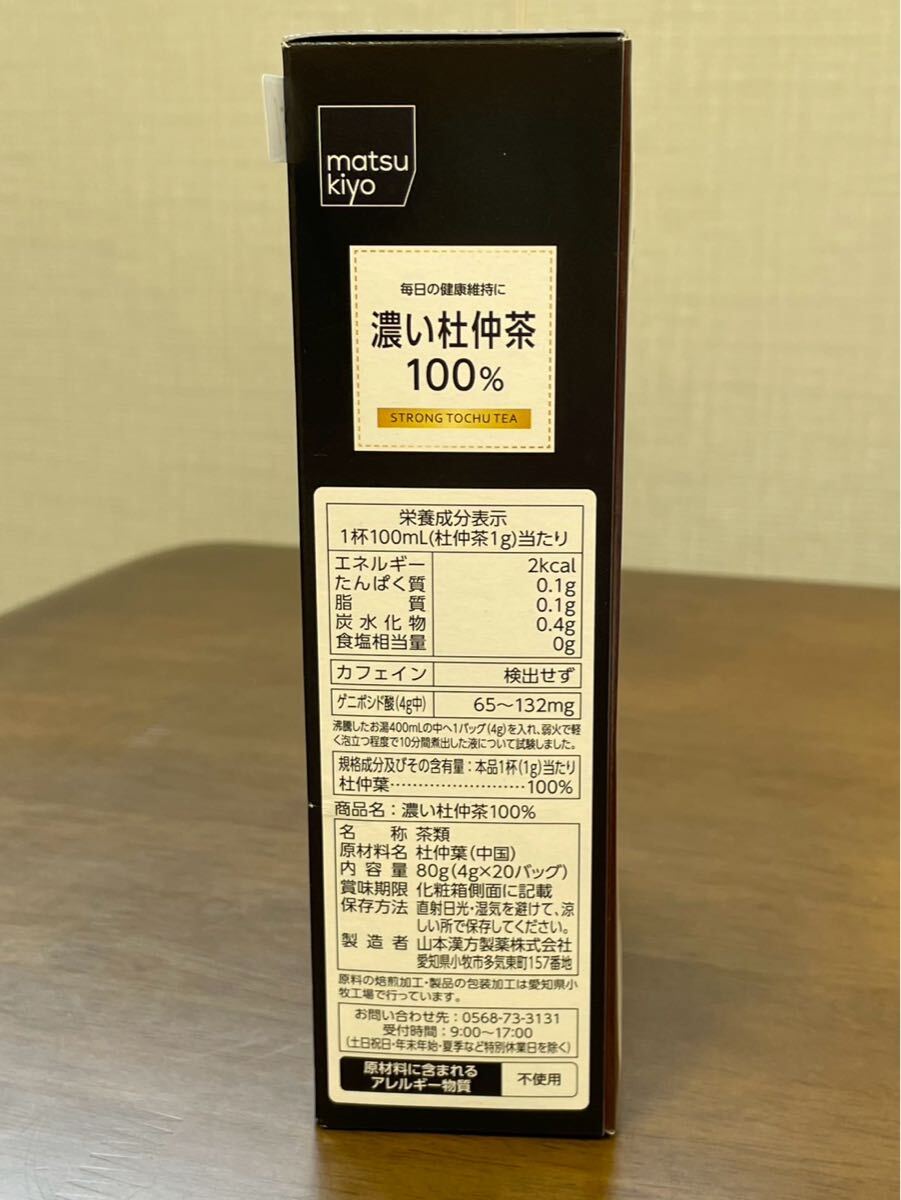 matsu
kiyo
毎日の健康維持に
濃い杜仲茶
100%
STRONG TOCHU TEA
栄養成分表示
1杯100mL(杜仲茶1g)当たり
エネルギー 2kcal
たんぱく質 0.1g
脂 質 0.1g
炭水化物 0.4g
食塩相当量 0g
カフェイン 検出せず
ゲニポシド酸(4g中) 65〜132mg
沸騰したお湯400mLの中へ1バッグ(4g)を入れ、弱火で軽
く泡立つ程度で10分間煮出した液について試験しました。
規格成分及びその含有量:本品1杯(1g)当たり
杜仲葉……………………100%
商品名:濃い杜仲茶100%
名 称 茶類
原材料名 杜仲葉(中国)
内容量 80g(4g×20バッグ)
賞味期限 化粧箱側面に記載
保存方法 直射日光・湿気を避けて、涼
しい所で保存してください。
製造者 山本漢方製薬株式会社
愛知県小牧市多気東町157番地
原料の焙煎加工・製品の包装加工は愛知県小
牧工場で行っています。
お問い合わせ先:0568-73-3131
受付時間:9:00〜17:00
(土日祝日・年末年始・夏季など特別休業日を除く)
原材料に含まれる
アレルギー物質 不使用